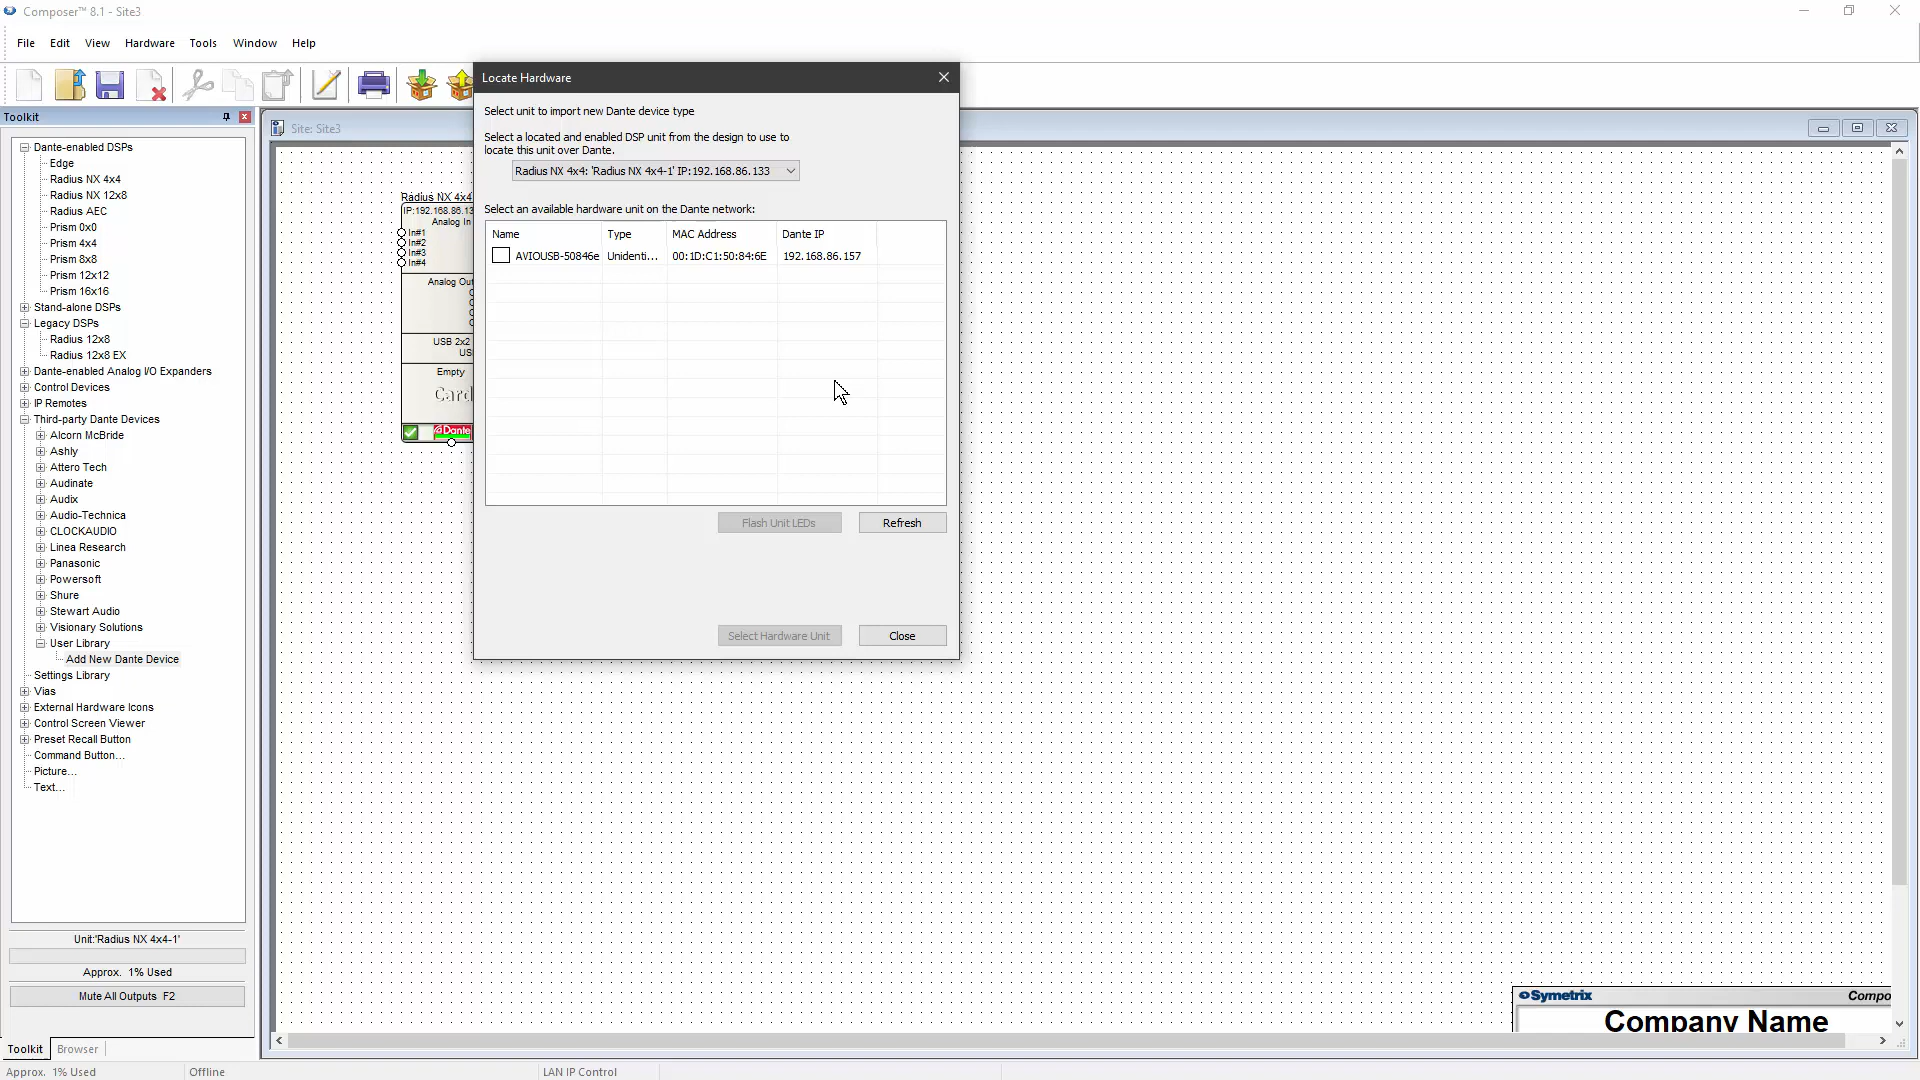 Composer™ 8.1 - Site3
File Edit View Hardware Tools Window Help
Toolkit
Dante-enabled DSPs
Edge
Radius NX 4x4
Radius NX 12x8
Radius AEC
Prism 0x0
Prism 4x4
Prism 8x8
Prism 12x12
Prism 16x16
Stand-alone DSPs
Legacy DSPs
Radius 12x8
Radius 12x8 EX
Dante-enabled Analog I/O Expanders
Control Devices
IP Remotes
Third-party Dante Devices
Alcorn McBride
Ashly
Attero Tech
Audinate
Audix
Audio-Technica
CLOCKAUDIO
Linea Research
Panasonic
Powersoft
Shure
Stewart Audio
Visionary Solutions
User Library
Add New Dante Device
Settings Library
Vias
External Hardware Icons
Control Screen Viewer
Preset Recall Button
Command Button...
Picture...
Text...
Unit:'Radius NX 4x4-1'
Approx. 1% Used
Mute All Outputs F2
Toolkit Browser
Site: Site3
Radius NX 4x4
IP:192.168.86.13
Analog In
In#1
In#2
In#3
In#4
Analog Out
USB 2x2
US
Empty
Card
Dante
Locate Hardware
Select unit to import new Dante device type
Select a located and enabled DSP unit from the design to use to
locate this unit over Dante.
Radius NX 4x4: 'Radius NX 4x4-1' IP:192.168.86.133
Select an available hardware unit on the Dante network:
Name Type MAC Address Dante IP
AVIOUSB-50846e Unidenti... 00:1D:C1:50:84:6E 192.168.86.157
Flash Unit LEDs Refresh
Select Hardware Unit Close
Symetrix Compo
Company Name
Approx. 1% Used Offline LAN IP Control